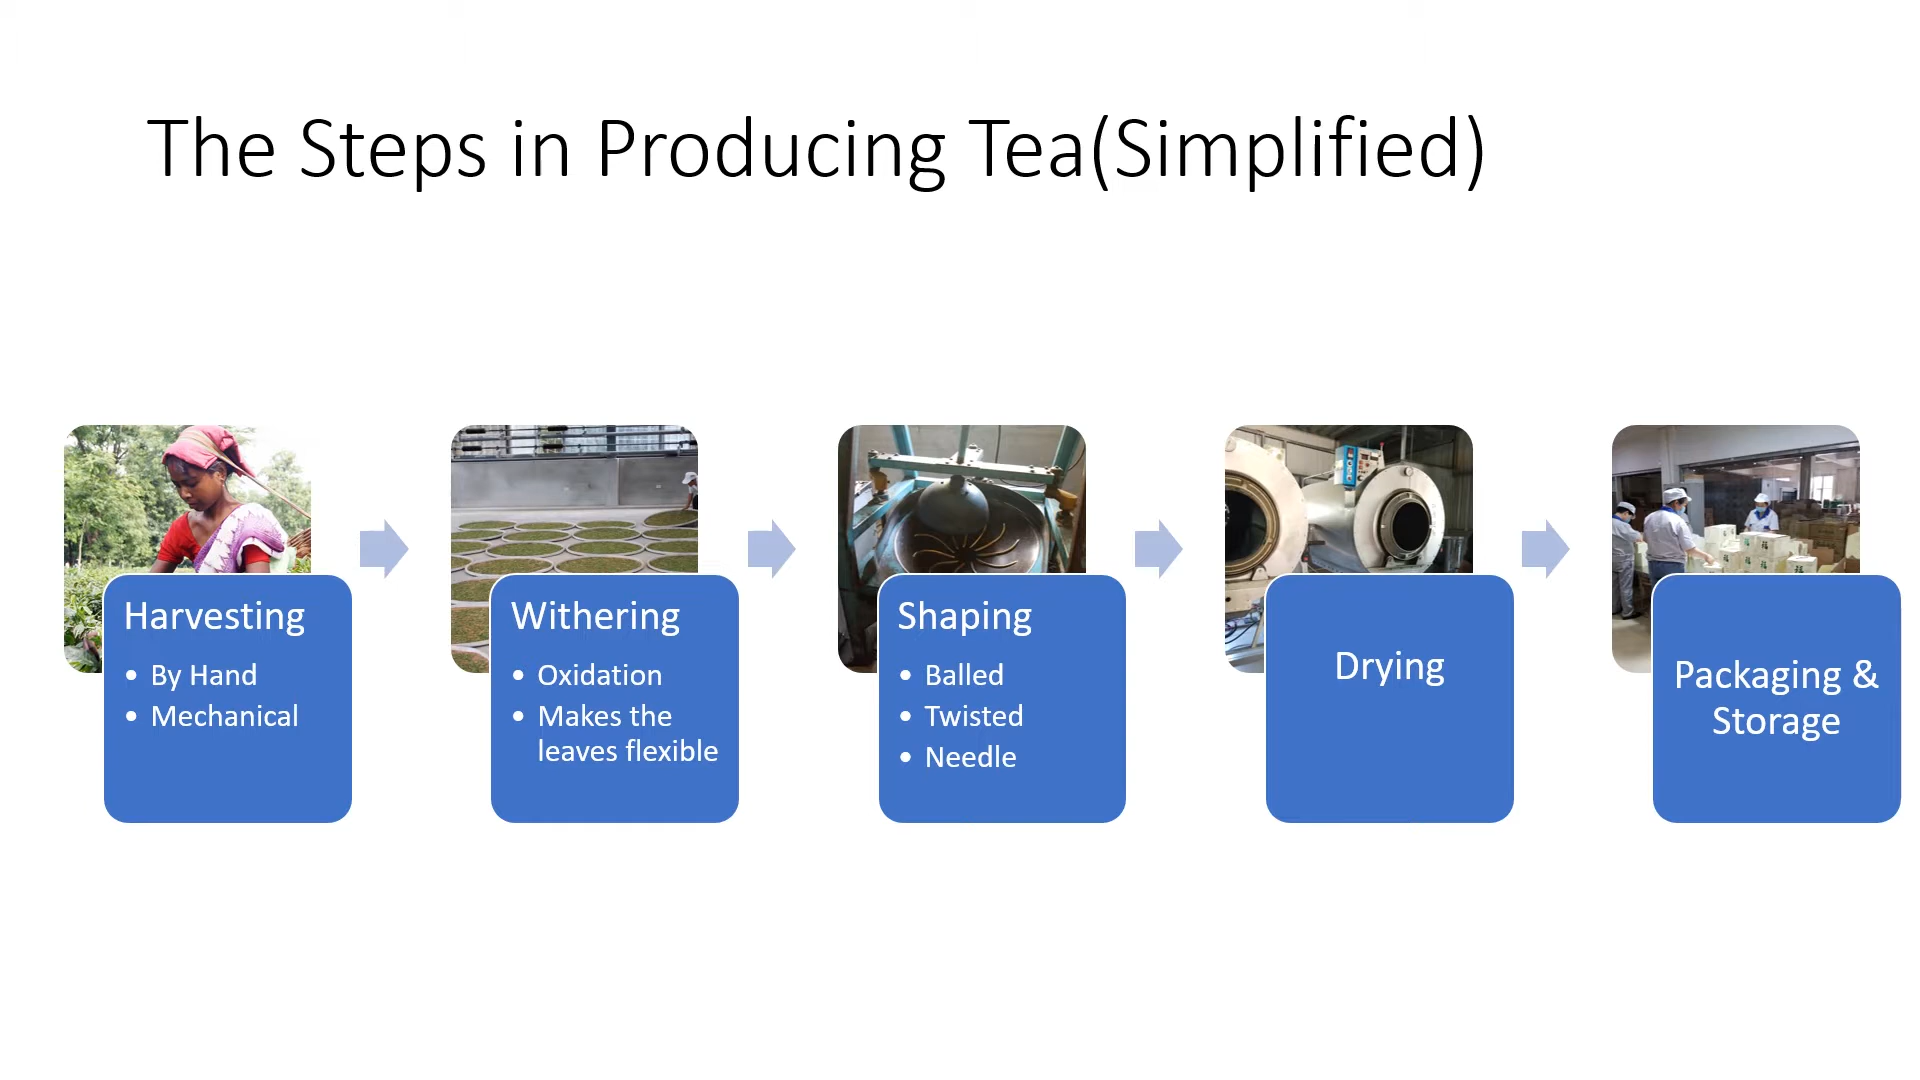 The Steps in Producing Tea(Simplified)
Harvesting
• By Hand
• Mechanical
Withering
• Oxidation
• Makes the
leaves flexible
Shaping
• Balled
• Twisted
• Needle
Drying
Packaging &
Storage